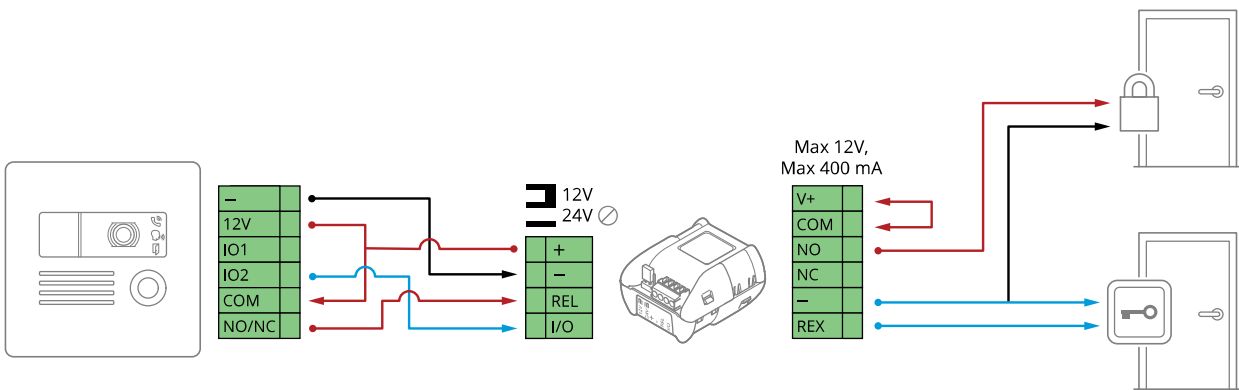 –
12V
IO1
IO2
COM
NO/NC
12V
24V
+
–
REL
I/O
Max 12V,
Max 400 mA
V+
COM
NO
NC
–
REX